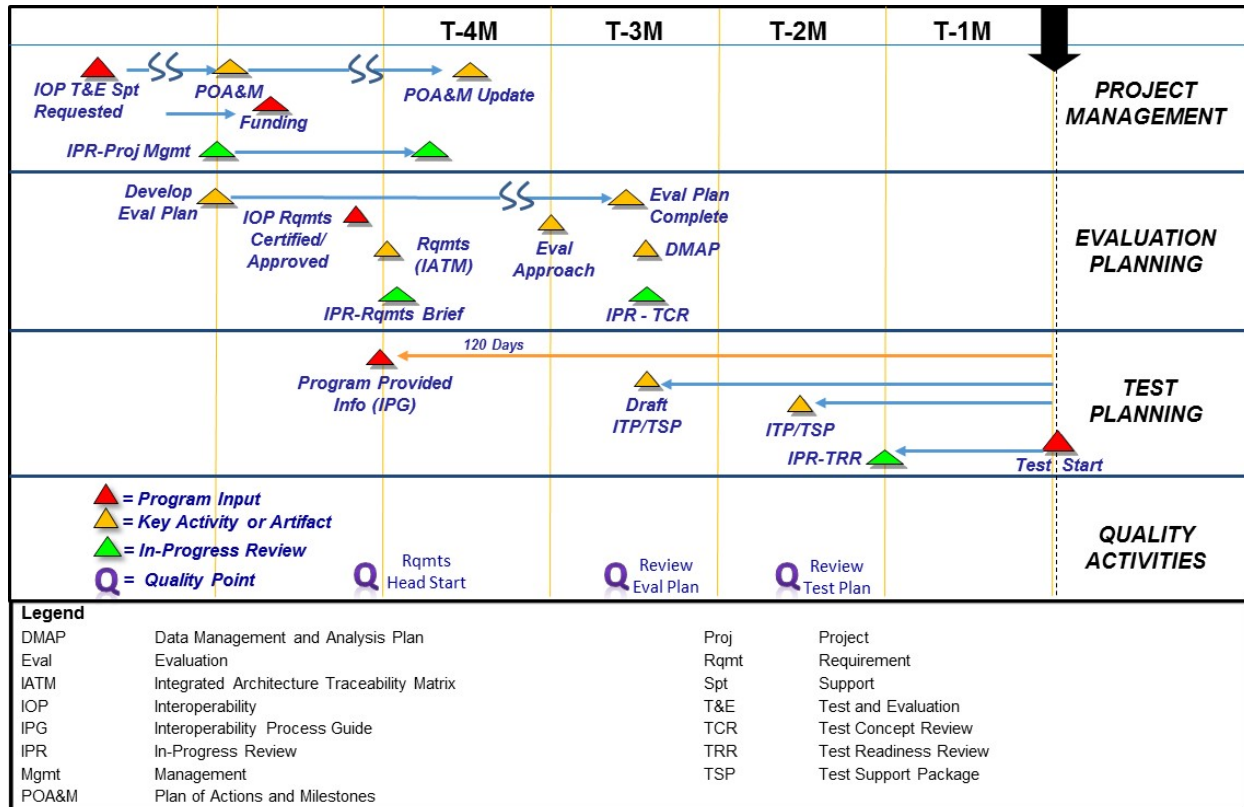 T-4M
T-3M
T-2M
T-1M
IOP T&E Spt
Requested
POA&M
POA&M Update
Funding
IPR-Proj Mgmt
PROJECT
MANAGEMENT
Develop
Eval Plan
IOP Rqmts
Certified/
Approved
Rqmts
(IATM)
Eval
Approach
Eval Plan
Complete
DMAP
IPR-Rqmts Brief
IPR - TCR
EVALUATION
PLANNING
120 Days
Program Provided
Info (IPG)
Draft
ITP/TSP
ITP/TSP
IPR-TRR
Test Start
TEST
PLANNING
= Program Input
= Key Activity or Artifact
= In-Progress Review
Q = Quality Point
Q Rqmts
Head Start
Q Review
Eval Plan
Q Review
Test Plan
QUALITY
ACTIVITIES
Legend
DMAP Data Management and Analysis Plan
Eval Evaluation
IATM Integrated Architecture Traceability Matrix
IOP Interoperability
IPG Interoperability Process Guide
IPR In-Progress Review
Mgmt Management
POA&M Plan of Actions and Milestones
Proj Project
Rqmt Requirement
Spt Support
T&E Test and Evaluation
TCR Test Concept Review
TRR Test Readiness Review
TSP Test Support Package